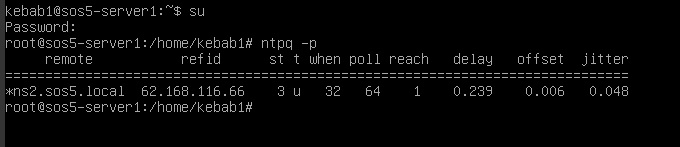 kebab1@sos5-server1:~$ su
Password:
root@sos5-server1:/home/kebab1# ntpq -p
     remote           refid      st t when poll reach   delay   offset  jitter
==============================================================================
*ns2.sos5.local  62.168.116.66    3 u   32   64    1    0.239    0.006   0.048
root@sos5-server1:/home/kebab1#